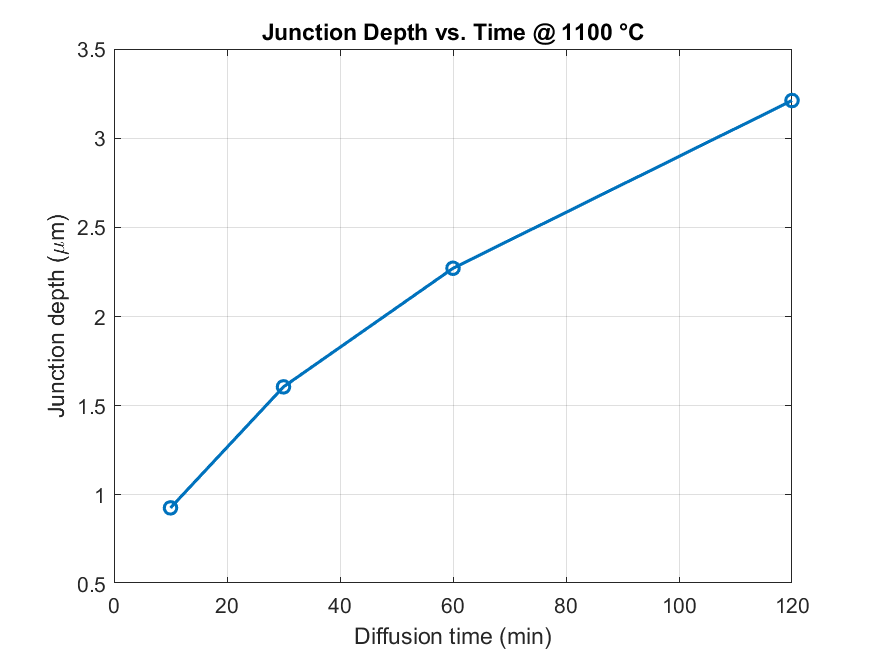 Junction Depth vs. Time @ 1100 °C
3.5
3
2.5
2
1.5
1
0.5
Junction depth (μm)
0 20 40 60 80 100 120
Diffusion time (min)